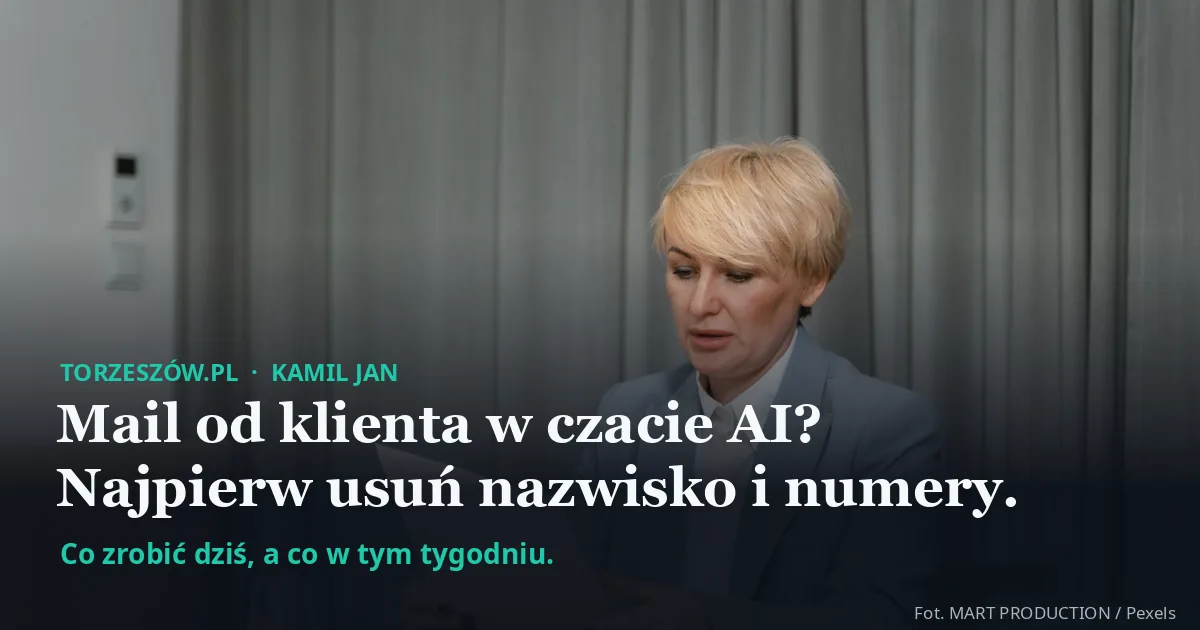 TORZESZÓW.PL · KAMIL JAN
Mail od klienta w czacie AI?
Najpierw usuń nazwisko i numery.
Co zrobić dziś, a co w tym tygodniu.
Fot. MART PRODUCTION / Pexels